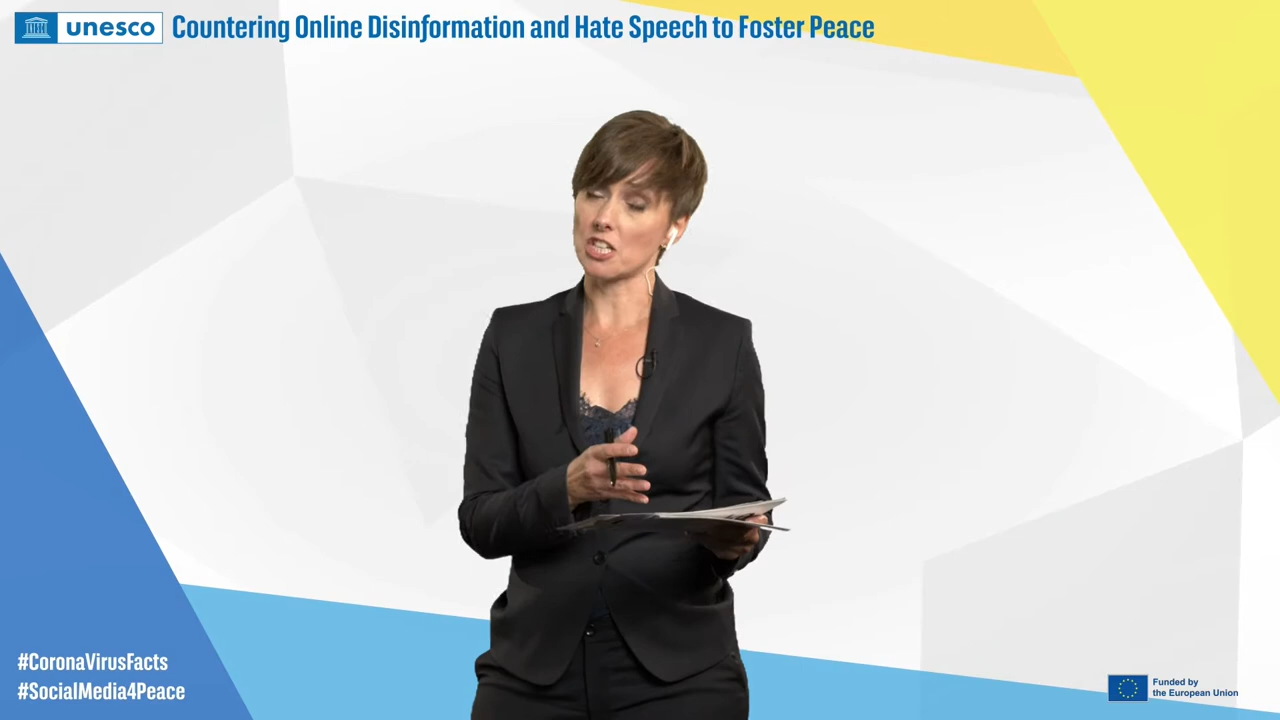 unesco Countering Online Disinformation and Hate Speech to Foster Peace
#CoronaVirusFacts
#SocialMedia4Peace
Funded by
the European Union